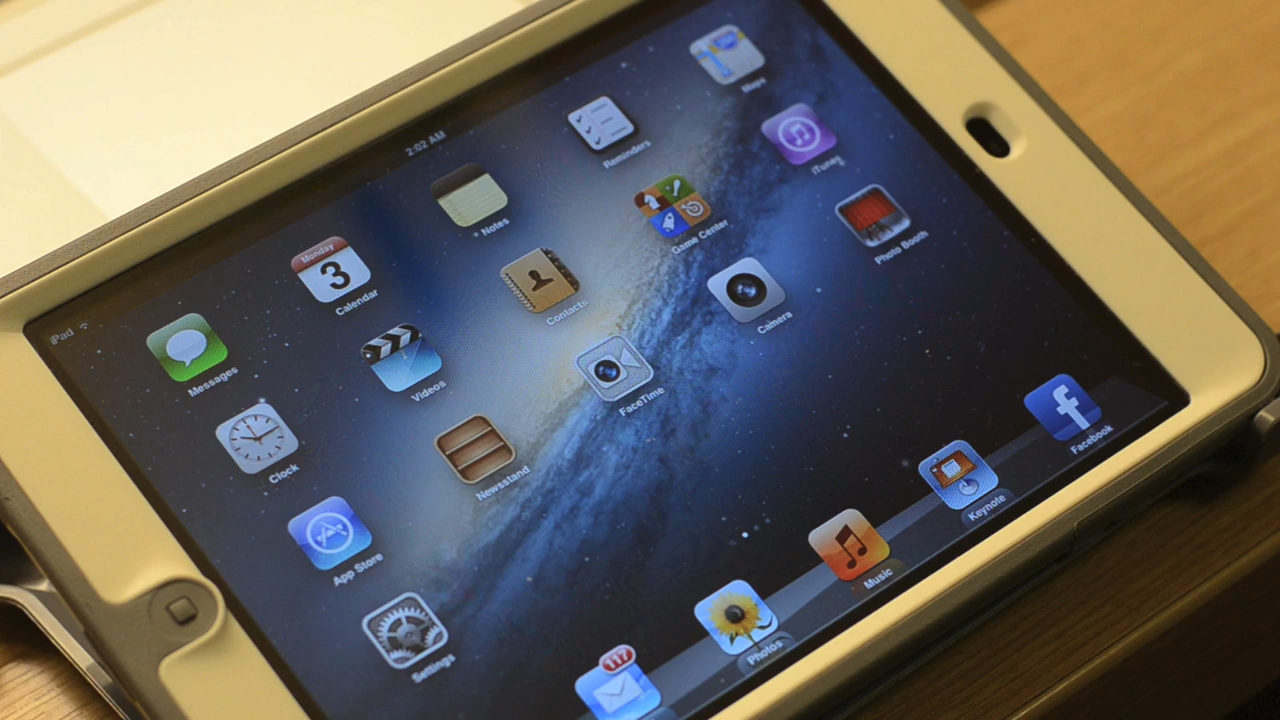 iPad
2:02 AM
Messages
Monday
3
Calendar
* Notes
Reminders
Maps
Clock
Videos
Contacts
Game Center
iTunes
App Store
Newsstand
FaceTime
Camera
Photo Booth
Settings
117
Photos
Music
Keynote
f
Facebook